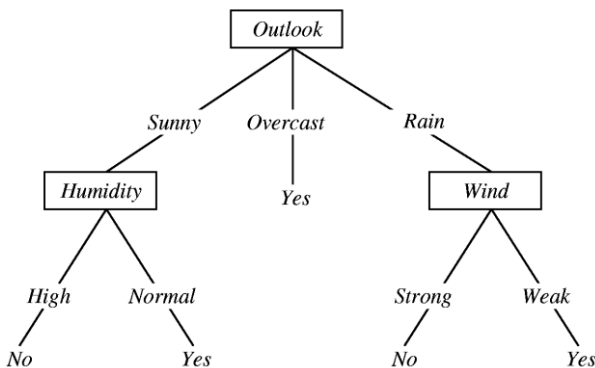 Outlook
Sunny Overcast Rain
Humidity Yes Wind
High Normal Strong Weak
No Yes No Yes